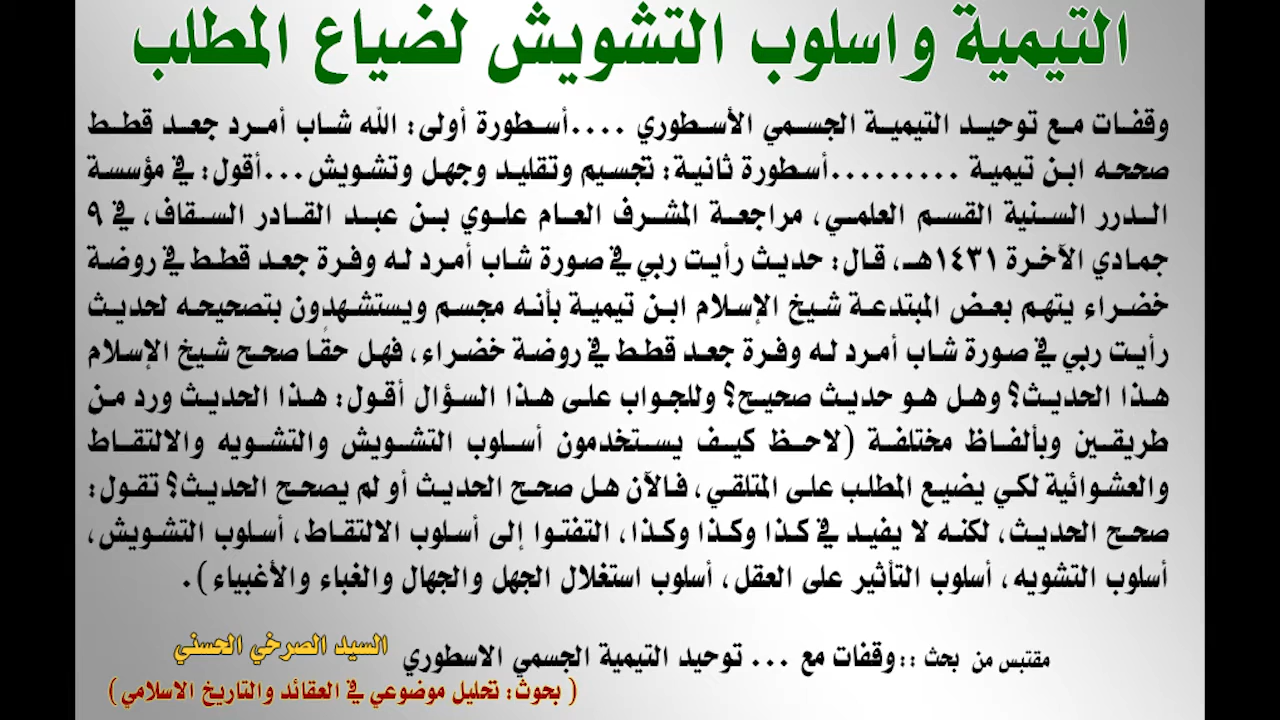 التيمية واسلوب التشويش لضياع المطلب
وقفات مع توحيد التيمية الجسمي الأسطوري ....أسطورة أولى: الله شاب أمرد جعد قطط
صححه ابن تيمية .........أسطورة ثانية: تجسيم وتقليد وجهل وتشويش...أقول: في مؤسسة
الدرر السنية القسم العلمي، مراجعة المشرف العام علوي بن عبد القادر السقاف، في ٩
جمادي الآخرة ١٤٣١هـ، قال: حديث رأيت ربي في صورة شاب أمرد له وفرة جعد قطط في روضة
خضراء يتهم بعض المبتدعة شيخ الإسلام ابن تيمية بأنه مجسم ويستشهدون بتصحيحه لحديث
رأيت ربي في صورة شاب أمرد له وفرة جعد قطط في روضة خضراء، فهل حقًا صحح شيخ الإسلام
هذا الحديث؟ وهل هو حديث صحيح؟ وللجواب على هذا السؤال أقول: هذا الحديث ورد من
طريقين وبألفاظ مختلفة (لاحظ كيف يستخدمون أسلوب التشويش والتشويه والالتقاط
والعشوائية لكي يضيع المطلب على المتلقي، فالآن هل صحح الحديث أو لم يصحح الحديث؟ تقول:
صحح الحديث، لكنه لا يفيد في كذا وكذا وكذا، التفتوا إلى أسلوب الالتقاط، أسلوب التشويش،
أسلوب التشويه، أسلوب التأثير على العقل، أسلوب استغلال الجهل والجهال والغباء والأغبياء).
مقتبس من بحث ::وقفات مع ... توحيد التيمية الجسمي الاسطوري السيد الصرخي الحسني
( بحوث: تحليل موضوعي في العقائد والتاريخ الاسلامي)